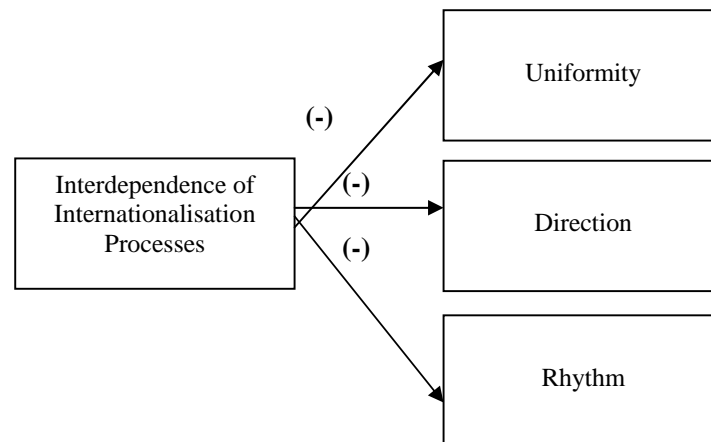 Uniformity
(-)
Interdependence of
Internationalisation
Processes
(-)
Direction
(-)
Rhythm